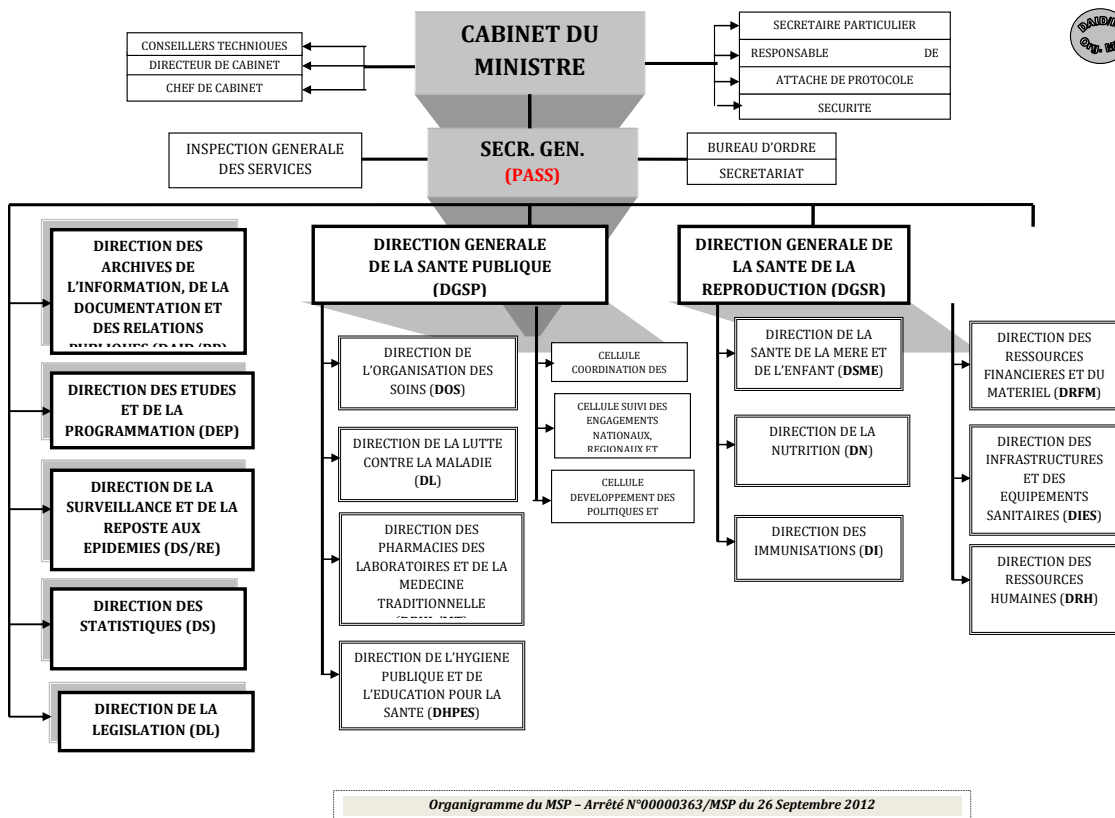 CABINET DU
MINISTRE
CONSEILLERS TECHNIQUES
DIRECTEUR DE CABINET
CHEF DE CABINET
SECRETAIRE PARTICULIER
RESPONSABLE DE
ATTACHE DE PROTOCOLE
SECURITE
INSPECTION GENERALE
DES SERVICES
SECR. GEN.
(PASS)
BUREAU D'ORDRE
SECRETARIAT
DIRECTION DES
ARCHIVES DE
L'INFORMATION, DE LA
DOCUMENTATION ET
DES RELATIONS
PUBLIQUES (DAID/RP)
DIRECTION DES ETUDES
ET DE LA
PROGRAMMATION (DEP)
DIRECTION DE LA
SURVEILLANCE ET DE LA
REPOSTE AUX
EPIDEMIES (DS/RE)
DIRECTION DES
STATISTIQUES (DS)
DIRECTION DE LA
LEGISLATION (DL)
DIRECTION GENERALE
DE LA SANTE PUBLIQUE
(DGSP)
DIRECTION DE
L'ORGANISATION DES
SOINS (DOS)
DIRECTION DE LA LUTTE
CONTRE LA MALADIE
(DL)
DIRECTION DES
PHARMACIES DES
LABORATOIRES ET DE LA
MEDECINE
TRADITIONNELLE
DIRECTION DE L'HYGIENE
PUBLIQUE ET DE
L'EDUCATION POUR LA
SANTE (DHPES)
CELLULE
COORDINATION DES
CELLULE SUIVI DES
ENGAGEMENTS
NATIONAUX,
REGIONAUX ET
CELLULE
DEVELOPPEMENT DES
POLITIQUES ET
DIRECTION GENERALE DE
LA SANTE DE LA
REPRODUCTION (DGSR)
DIRECTION DE LA
SANTE DE LA MERE ET
DE L'ENFANT (DSME)
DIRECTION DE LA
NUTRITION (DN)
DIRECTION DES
IMMUNISATIONS (DI)
DIRECTION DES
RESSOURCES
FINANCIERES ET DU
MATERIEL (DRFM)
DIRECTION DES
INFRASTRUCTURES
ET DES
EQUIPEMENTS
SANITAIRES (DIES)
DIRECTION DES
RESSOURCES
HUMAINES (DRH)
Organigramme du MSP – Arrêté N°00000363/MSP du 26 Septembre 2012